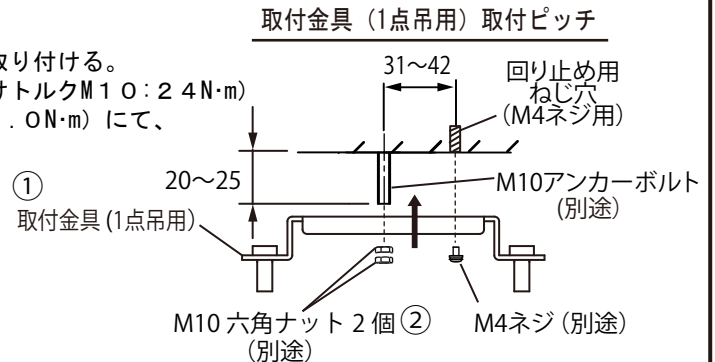 取付金具（1点吊用）取付ピッチ
取り付ける。
トルクM10：24N·m）
.0N·m）にて、
31～42
回り止め用
ねじ穴
（M4ネジ用）
①
20～25
取付金具 (1点吊用)
M10アンカーボルト
(別途)
M10 六角ナット 2 個②
(別途)
M4ネジ (別途)